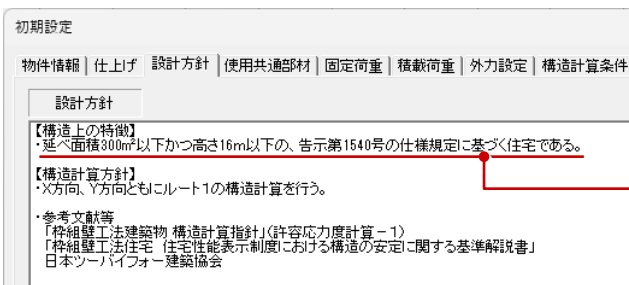 初期設定
物件情報 仕上げ 設計方針 使用共通部材 固定荷重 積載荷重 外力設定 構造計算条件
設計方針
【構造上の特徴】
・延べ面積300㎡以下かつ高さ16m以下の、告示第1540号の仕様規定に基づく住宅である。
【構造計算方針】
・X方向、Y方向ともにルート1の構造計算を行う。
・参考文献等
「枠組壁工法建築物 構造計算指針」(許容応力度計算-1)
「枠組壁工法住宅 住宅性能表示制度における構造の安定に関する基準解説書」
日本ツーバイフォー建築協会